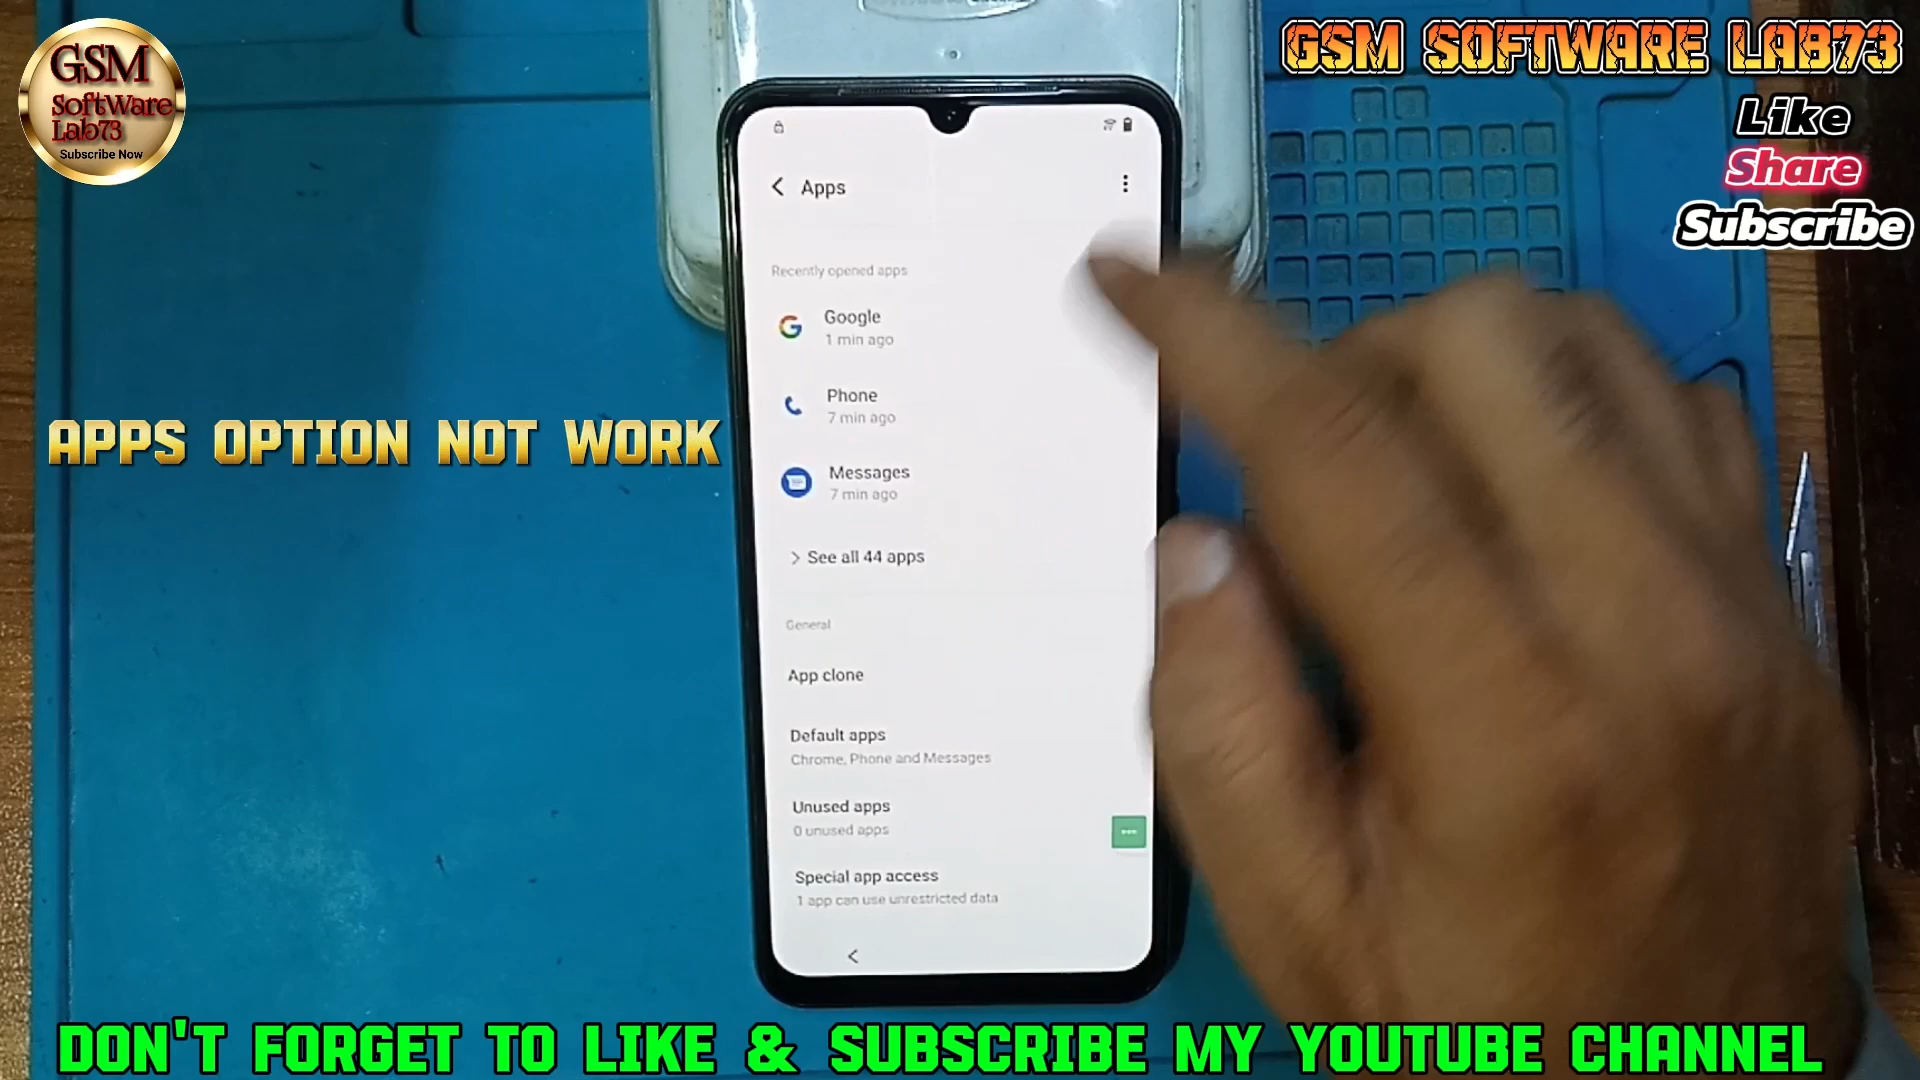 GSM
SoftWare
Lab73
Subscribe Now
GSM SOFTWARE LAB73
Like
Share
Subscribe
APPS OPTION NOT WORK
Apps
Recently opened apps
Google
1 min ago
Phone
7 min ago
Messages
7 min ago
See all 44 apps
General
App clone
Default apps
Chrome, Phone and Messages
Unused apps
0 unused apps
Special app access
1 app can use unrestricted data
DON'T FORGET TO LIKE & SUBSCRIBE MY YOUTUBE CHANNEL